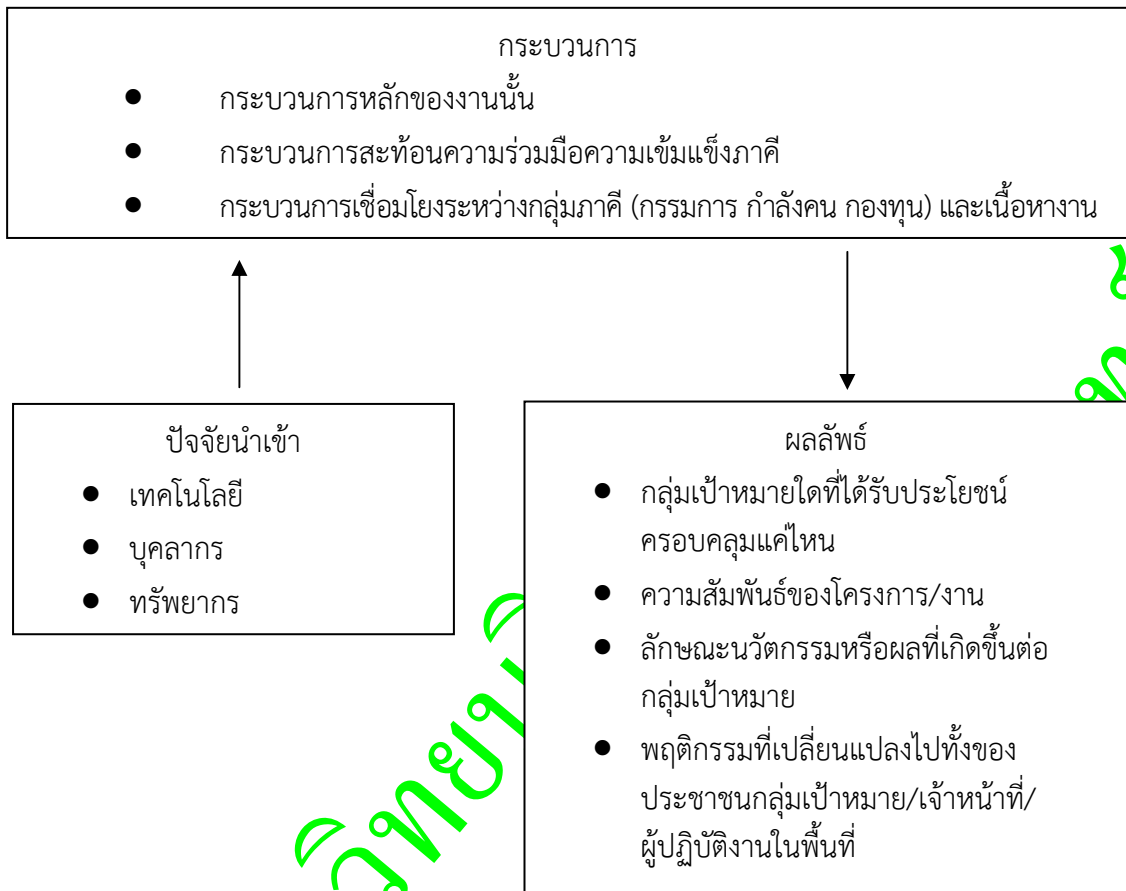 กระบวนการ
● กระบวนการหลักของงานนั้น
● กระบวนการสะท้อนความร่วมมือความเข้มแข็งภาคี
● กระบวนการเชื่อมโยงระหว่างกลุ่มภาคี (กรรมการ กำลังคน กองทุน) และเนื้อหางาน
ปัจจัยนำเข้า
● เทคโนโลยี
● บุคลากร
● ทรัพยากร
ผลลัพธ์
● กลุ่มเป้าหมายใดที่ได้รับประโยชน์
ครอบคลุมแค่ไหน
● ความสัมพันธ์ของโครงการ/งาน
● ลักษณะนวัตกรรมหรือผลที่เกิดขึ้นต่อ
กลุ่มเป้าหมาย
● พฤติกรรมที่เปลี่ยนแปลงไปทั้งของ
ประชาชนกลุ่มเป้าหมาย/เจ้าหน้าที่/
ผู้ปฏิบัติงานในพื้นที่